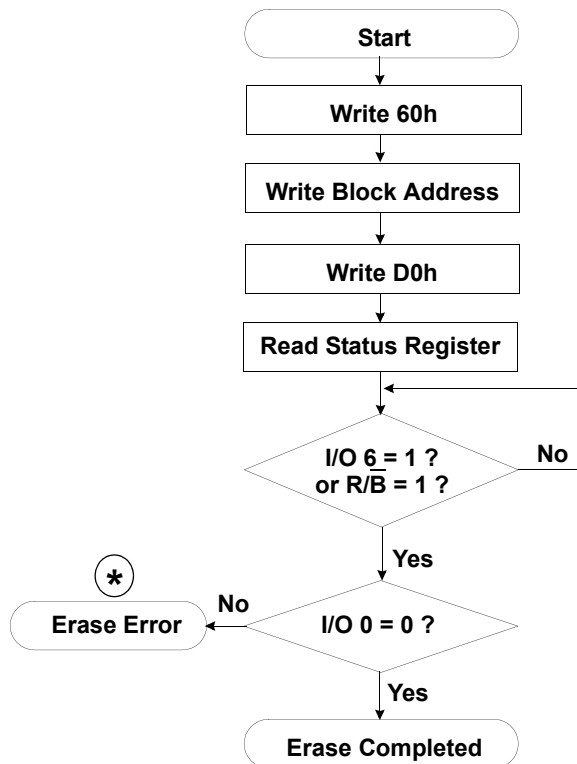 Start
Write 60h
Write Block Address
Write D0h
Read Status Register
I/O 6 = 1 ?
or R/B̅ = 1 ?
No
Yes
*
No
Erase Error
I/O 0 = 0 ?
Yes
Erase Completed